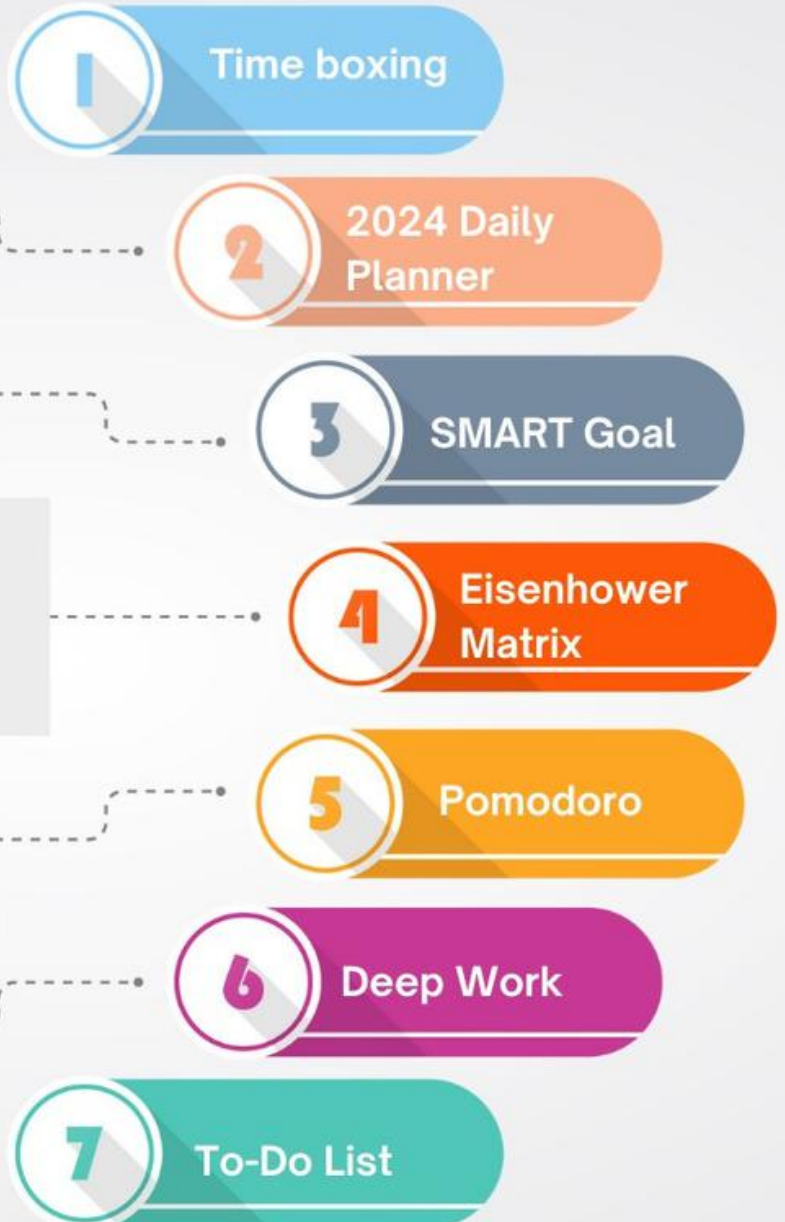 1
Time boxing
2
2024 Daily
Planner
3
SMART Goal
4
Eisenhower
Matrix
5
Pomodoro
6
Deep Work
7
To-Do List